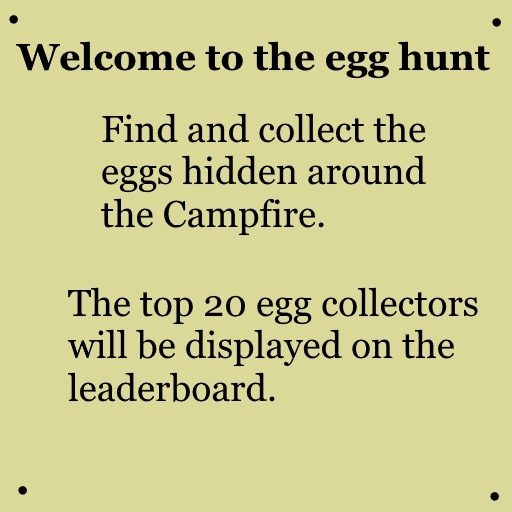 Welcome to the egg hunt
Find and collect the
eggs hidden around
the Campfire.
The top 20 egg collectors
will be displayed on the
leaderboard.